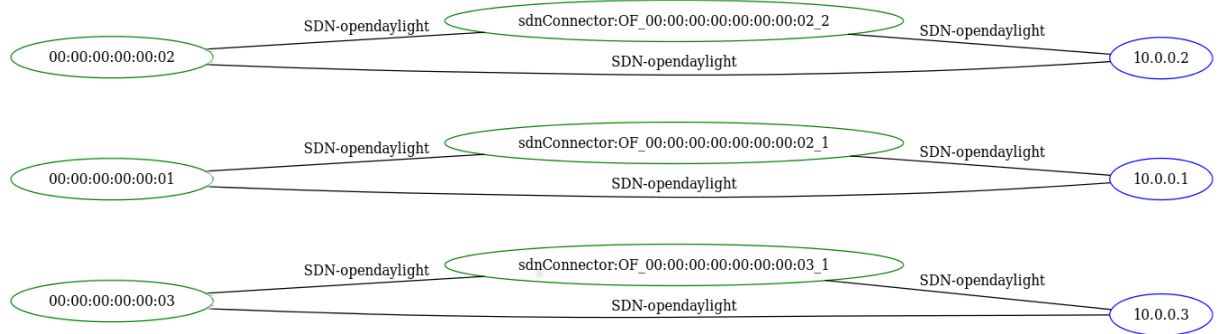 SDN-opendaylight
sdnConnector:OF_00:00:00:00:00:00:00:02_2
SDN-opendaylight
00:00:00:00:00:02
SDN-opendaylight
10.0.0.2
SDN-opendaylight
sdnConnector:OF_00:00:00:00:00:00:00:02_1
SDN-opendaylight
00:00:00:00:00:01
SDN-opendaylight
10.0.0.1
SDN-opendaylight
sdnConnector:OF_00:00:00:00:00:00:00:03_1
SDN-opendaylight
00:00:00:00:00:03
SDN-opendaylight
10.0.0.3